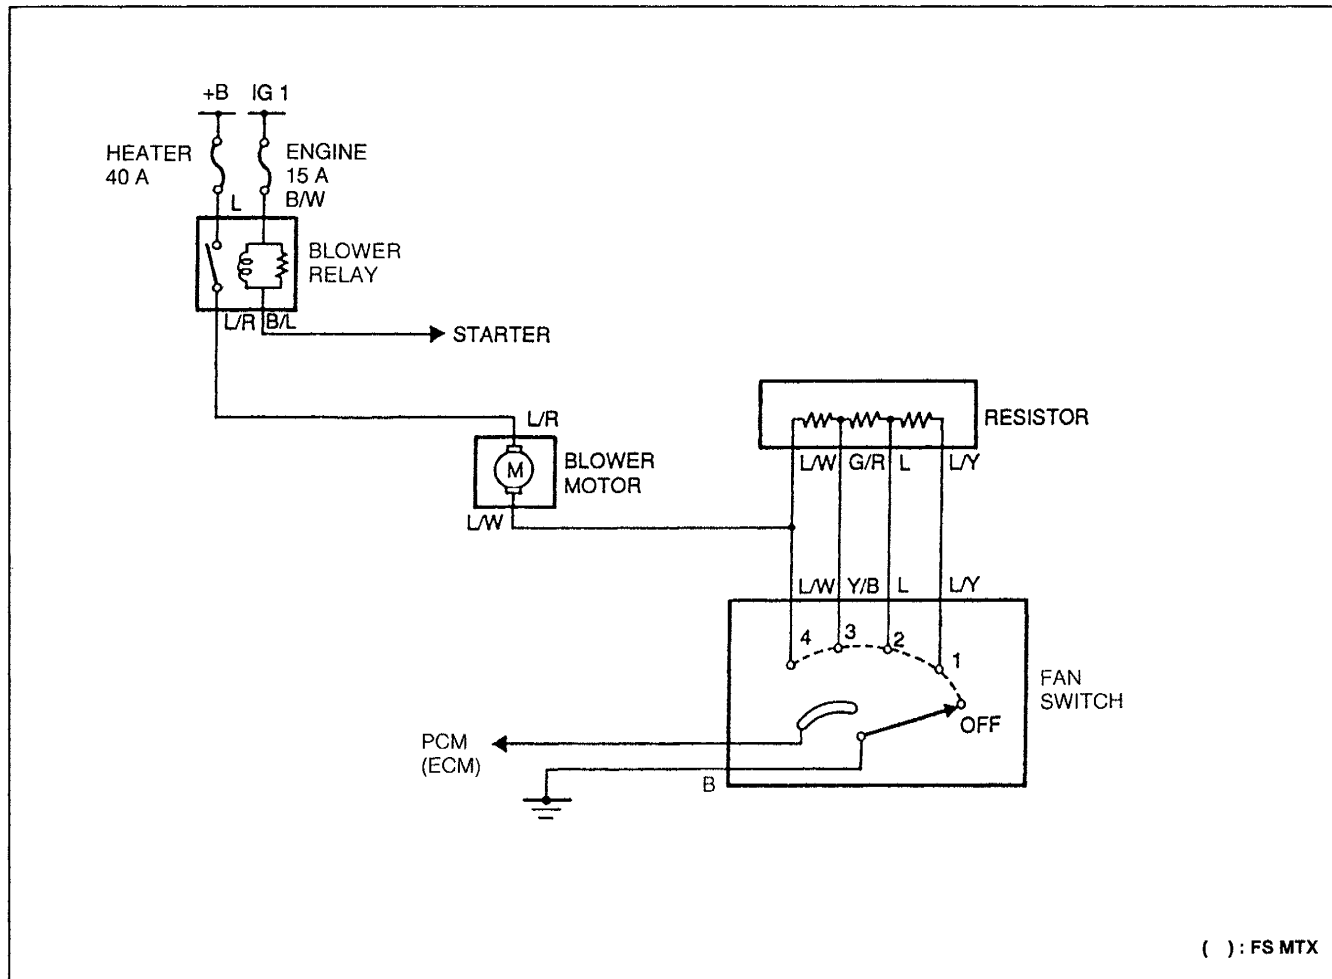 +B IG 1
HEATER
40 A
ENGINE
15 A
L
B/W
BLOWER
RELAY
L/R B/L
STARTER
L/R
BLOWER
MOTOR
M
L/W
RESISTOR
L/W G/R L L/Y
L/W Y/B L L/Y
4 3 2 1
OFF
FAN
SWITCH
PCM
(ECM)
B
( ) : FS MTX